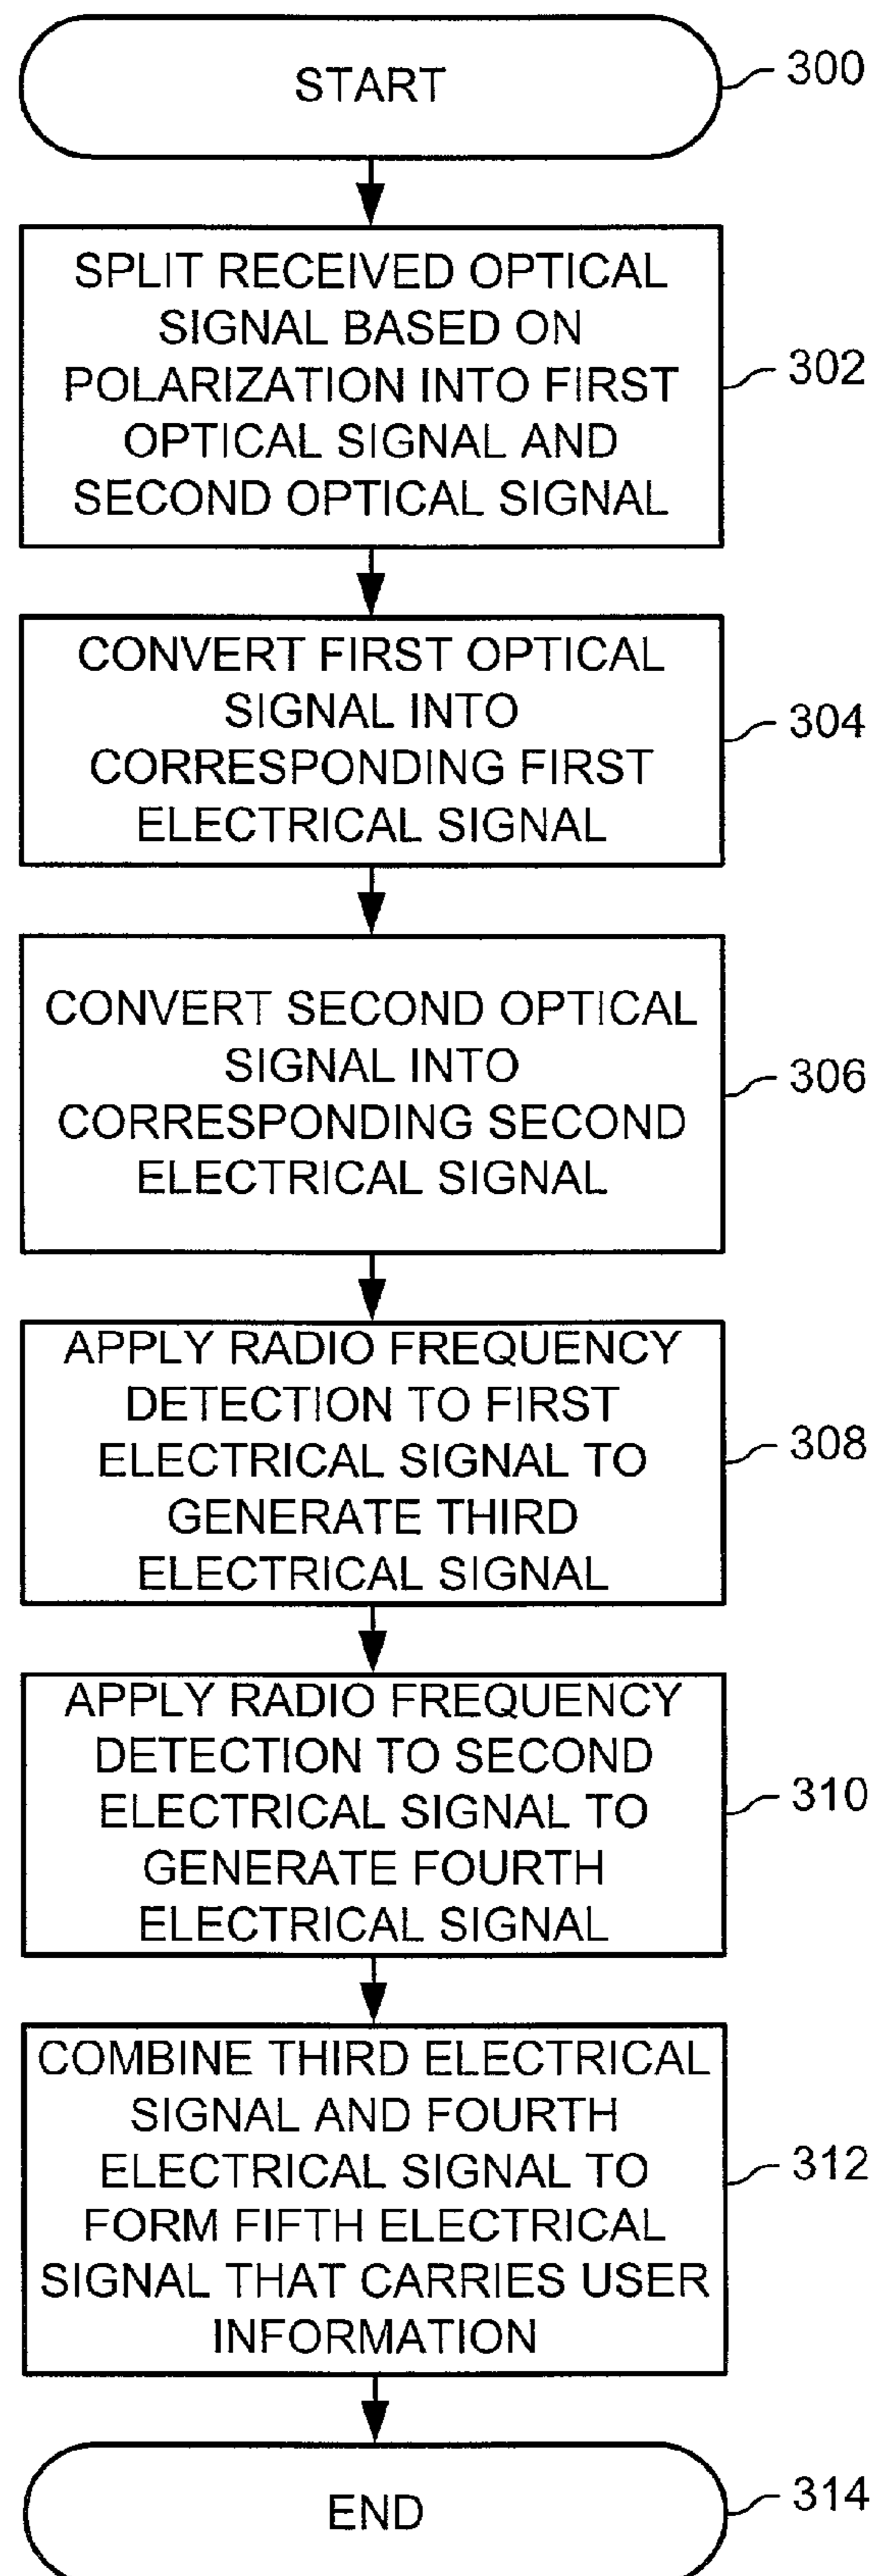 START
300
SPLIT RECEIVED OPTICAL
SIGNAL BASED ON
POLARIZATION INTO FIRST
OPTICAL SIGNAL AND
SECOND OPTICAL SIGNAL
302
CONVERT FIRST OPTICAL
SIGNAL INTO
CORRESPONDING FIRST
ELECTRICAL SIGNAL
304
CONVERT SECOND OPTICAL
SIGNAL INTO
CORRESPONDING SECOND
ELECTRICAL SIGNAL
306
APPLY RADIO FREQUENCY
DETECTION TO FIRST
ELECTRICAL SIGNAL TO
GENERATE THIRD
ELECTRICAL SIGNAL
308
APPLY RADIO FREQUENCY
DETECTION TO SECOND
ELECTRICAL SIGNAL TO
GENERATE FOURTH
ELECTRICAL SIGNAL
310
COMBINE THIRD ELECTRICAL
SIGNAL AND FOURTH
ELECTRICAL SIGNAL TO
FORM FIFTH ELECTRICAL
SIGNAL THAT CARRIES USER
INFORMATION
312
END
314